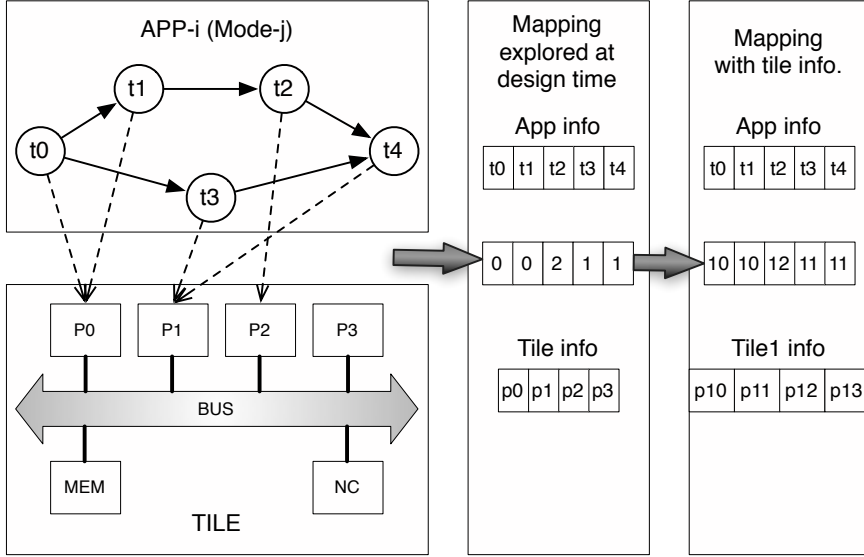 APP-i (Mode-j)
t1
t2
t0
t4
t3
P0
P1
P2
P3
BUS
MEM
NC
TILE
Mapping
explored at
design time
App info
t0 t1 t2 t3 t4
0 0 2 1 1
Tile info
p0 p1 p2 p3
Mapping
with tile info.
App info
t0 t1 t2 t3 t4
10 10 12 11 11
Tile1 info
p10 p11 p12 p13